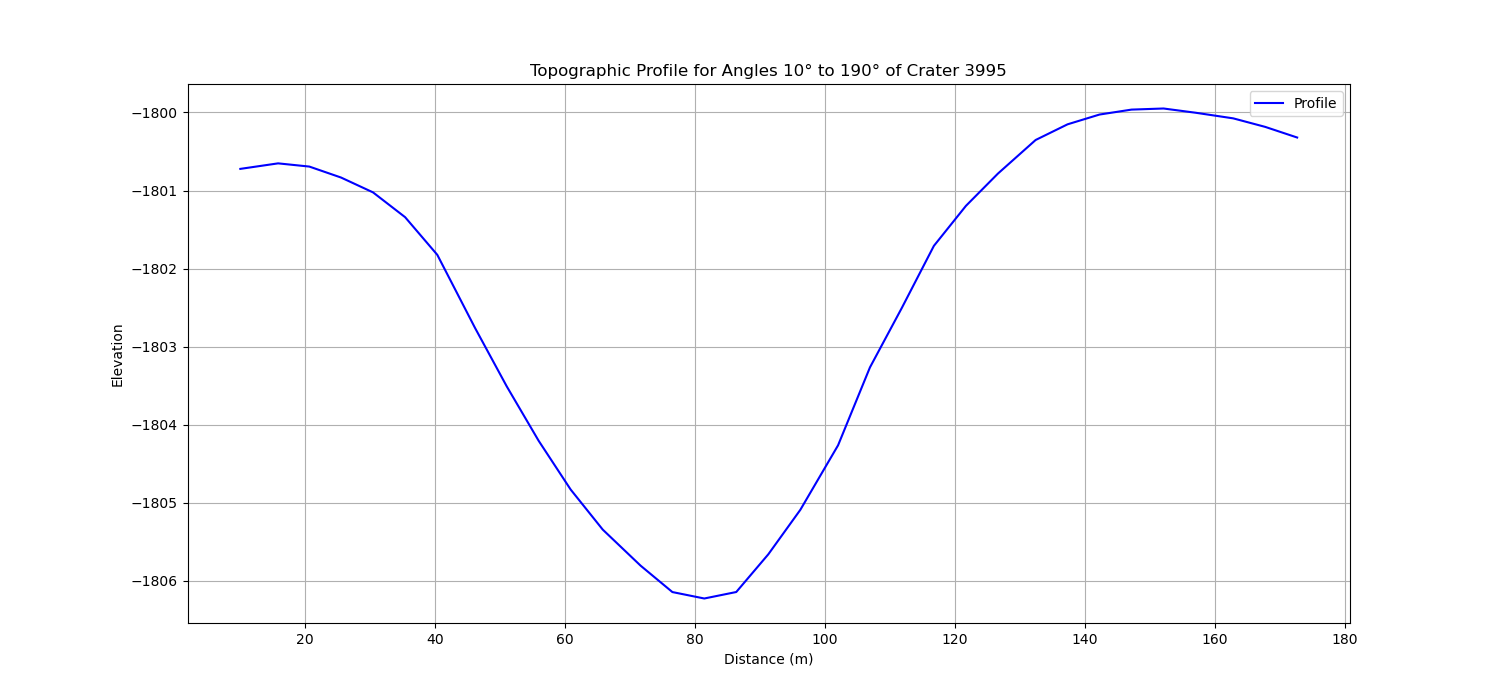 Topographic Profile for Angles 10° to 190° of Crater 3995
Profile
−1800
−1801
−1802
−1803
−1804
−1805
−1806
Elevation
20 40 60 80 100 120 140 160 180
Distance (m)